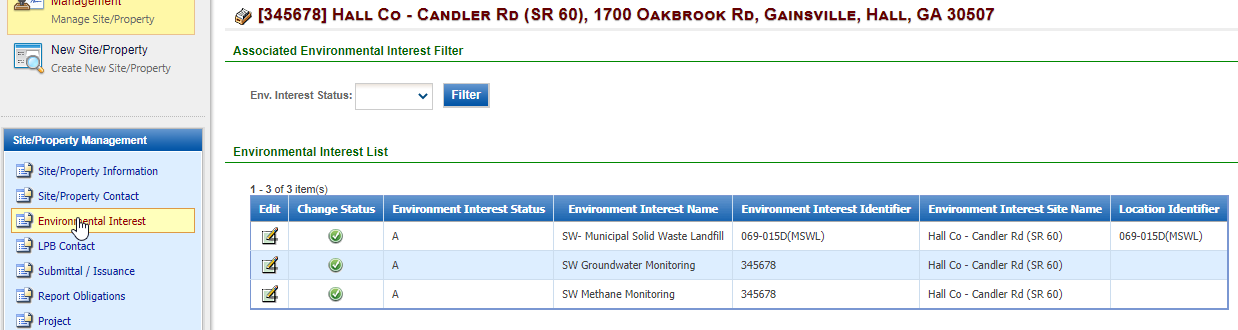 Management
Manage Site/Property
New Site/Property
Create New Site/Property
Site/Property Management
Site/Property Information
Site/Property Contact
Environmental Interest
LPB Contact
Submittal / Issuance
Report Obligations
Project
[345678] Hall Co - Candler Rd (SR 60), 1700 Oakbrook Rd, Gainsville, Hall, GA 30507
Associated Environmental Interest Filter
Env. Interest Status: Filter
Environmental Interest List
1 - 3 of 3 item(s)
Edit Change Status Environment Interest Status Environment Interest Name Environment Interest Identifier Environment Interest Site Name Location Identifier
A SW- Municipal Solid Waste Landfill 069-015D(MSWL) Hall Co - Candler Rd (SR 60) 069-015D(MSWL)
A SW Groundwater Monitoring 345678 Hall Co - Candler Rd (SR 60)
A SW Methane Monitoring 345678 Hall Co - Candler Rd (SR 60)